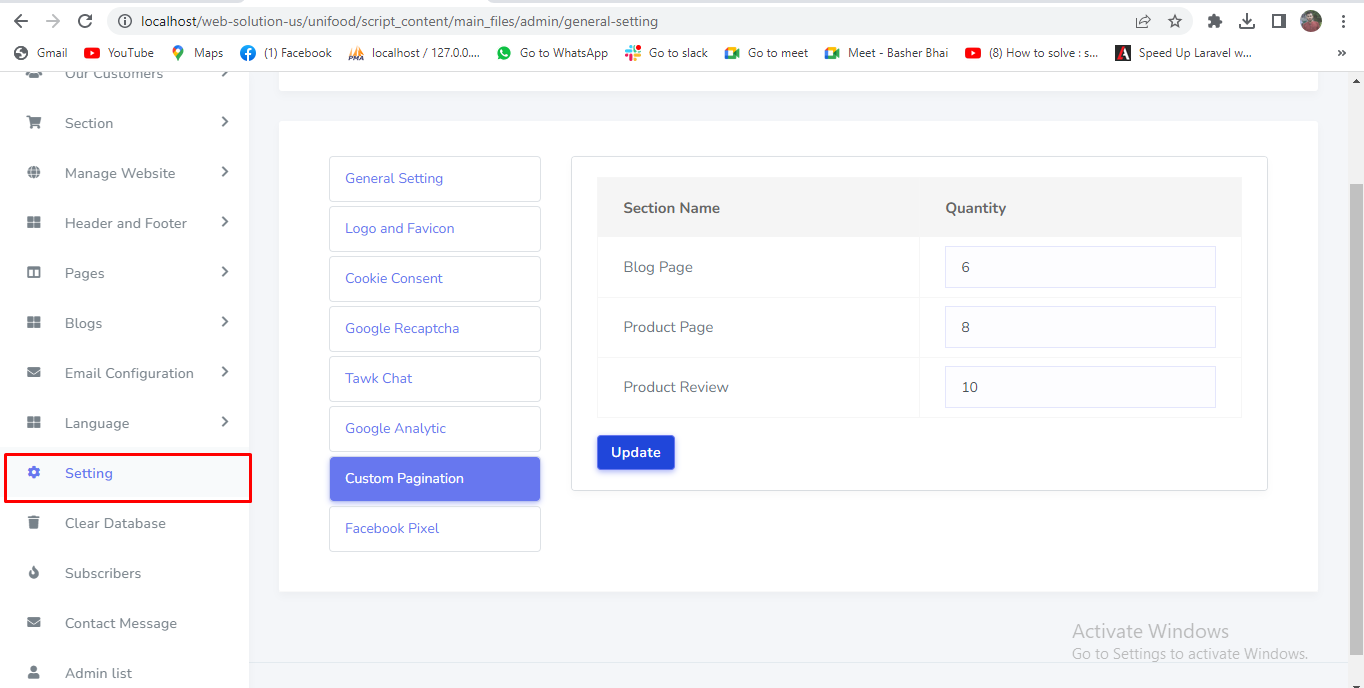 localhost/web-solution-us/unifood/script_content/main_files/admin/general-setting
Gmail YouTube Maps (1) Facebook localhost / 127.0.0.... Go to WhatsApp Go to slack Go to meet Meet - Basher Bhai (8) How to solve : s... Speed Up Laravel w... »
Our Customers
Section
Manage Website
Header and Footer
Pages
Blogs
Email Configuration
Language
Setting
Clear Database
Subscribers
Contact Message
Admin list
General Setting
Logo and Favicon
Cookie Consent
Google Recaptcha
Tawk Chat
Google Analytic
Custom Pagination
Facebook Pixel
Section Name Quantity
Blog Page 6
Product Page 8
Product Review 10
Update
Activate Windows
Go to Settings to activate Windows.